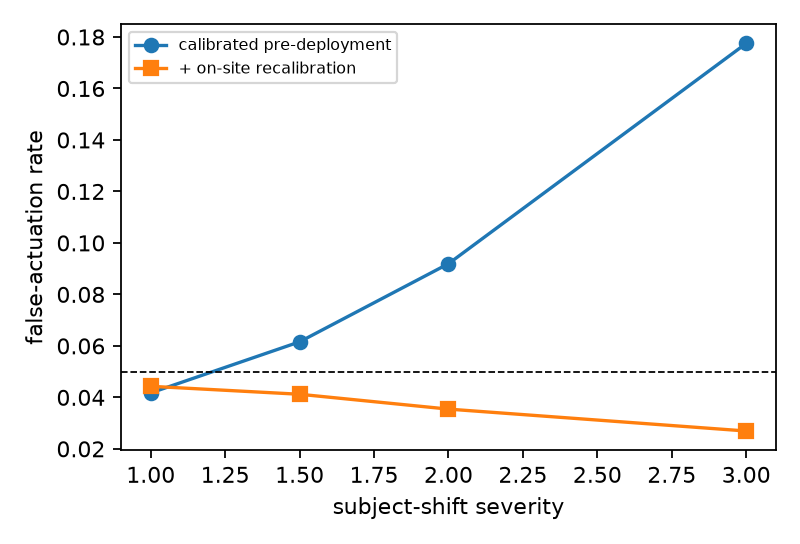 calibrated pre-deployment
+ on-site recalibration
false-actuation rate
0.18
0.16
0.14
0.12
0.10
0.08
0.06
0.04
0.02
1.00 1.25 1.50 1.75 2.00 2.25 2.50 2.75 3.00
subject-shift severity